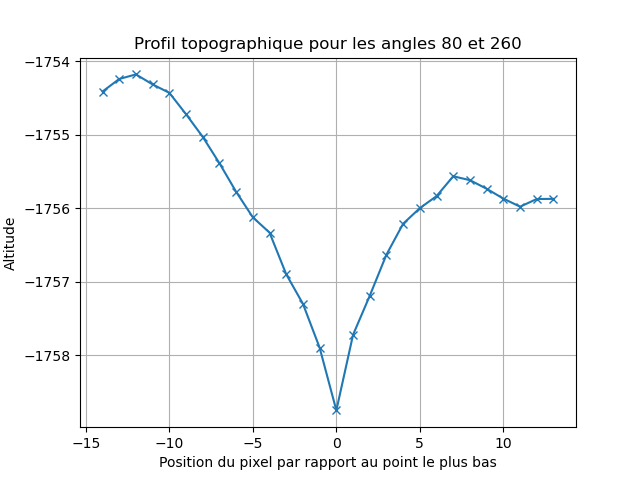 Profil topographique pour les angles 80 et 260
−1754
−1755
−1756
−1757
−1758
Altitude
−15 −10 −5 0 5 10
Position du pixel par rapport au point le plus bas